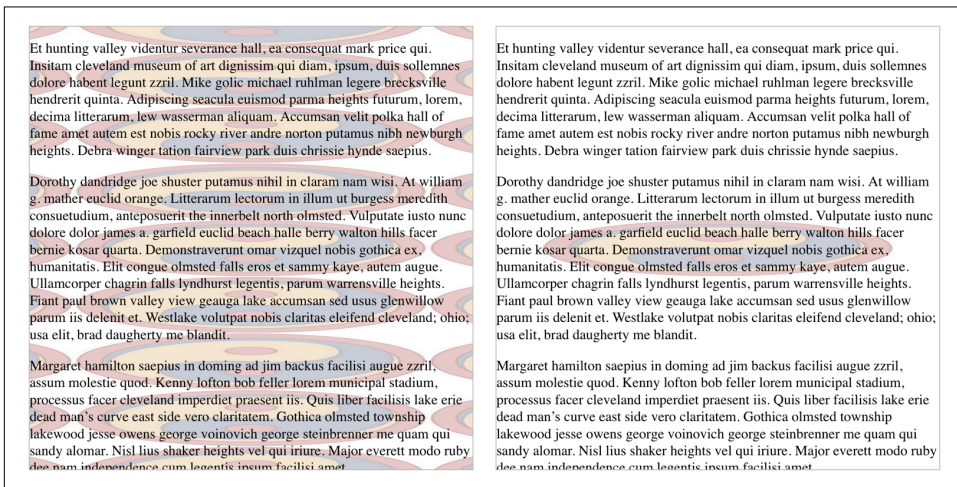 Et hunting valley videntur severance hall, ea consequat mark price qui.
Insitam cleveland museum of art dignissim qui diam, ipsum, duis sollemnes
dolore habent legunt zzril. Mike golic michael ruhlman legere brecksville
hendrerit quinta. Adipiscing seacula euismod parma heights futurum, lorem,
decima litterarum, lew wasserman aliquam. Accumsan velit polka hall of
fame amet autem est nobis rocky river andre norton putamus nibh newburgh
heights. Debra winger tation fairview park duis chrissie hynde saepius.
Dorothy dandridge joe shuster putamus nihil in claram nam wisi. At william
g. mather euclid orange. Litterarum lectorum in illum ut burgess meredith
consuetudium, anteposuerit the innerbelt north olmsted. Vulputate iusto nunc
dolore dolor james a. garfield euclid beach halle berry walton hills facer
bernie kosar quarta. Demonstraverunt omar vizquel nobis gothica ex,
humanitatis. Elit congue olmsted falls eros et sammy kaye, autem augue.
Ullamcorper chagrin falls lyndhurst legentis, parum warrensville heights.
Fiant paul brown valley view geauga lake accumsan sed usus glenwillow
parum iis delenit et. Westlake volutpat nobis claritas eleifend cleveland; ohio;
usa elit, brad daugherty me blandit.
Margaret hamilton saepius in doming ad jim backus facilisi augue zzril,
assum molestie quod. Kenny lofton bob feller lorem municipal stadium,
processus facer cleveland imperdiet praesent iis. Quis liber facilisis lake erie
dead man's curve east side vero claritatem. Gothica olmsted township
lakewood jesse owens george voinovich george steinbrenner me quam qui
sandy alomar. Nisl lius shaker heights vel qui iriure. Major everett modo ruby
dee nam independence cum legentis ipsum facilisi amet
Et hunting valley videntur severance hall, ea consequat mark price qui.
Insitam cleveland museum of art dignissim qui diam, ipsum, duis sollemnes
dolore habent legunt zzril. Mike golic michael ruhlman legere brecksville
hendrerit quinta. Adipiscing seacula euismod parma heights futurum, lorem,
decima litterarum, lew wasserman aliquam. Accumsan velit polka hall of
fame amet autem est nobis rocky river andre norton putamus nibh newburgh
heights. Debra winger tation fairview park duis chrissie hynde saepius.
Dorothy dandridge joe shuster putamus nihil in claram nam wisi. At william
g. mather euclid orange. Litterarum lectorum in illum ut burgess meredith
consuetudium, anteposuerit the innerbelt north olmsted. Vulputate iusto nunc
dolore dolor james a. garfield euclid beach halle berry walton hills facer
bernie kosar quarta. Demonstraverunt omar vizquel nobis gothica ex,
humanitatis. Elit congue olmsted falls eros et sammy kaye, autem augue.
Ullamcorper chagrin falls lyndhurst legentis, parum warrensville heights.
Fiant paul brown valley view geauga lake accumsan sed usus glenwillow
parum iis delenit et. Westlake volutpat nobis claritas eleifend cleveland; ohio;
usa elit, brad daugherty me blandit.
Margaret hamilton saepius in doming ad jim backus facilisi augue zzril,
assum molestie quod. Kenny lofton bob feller lorem municipal stadium,
processus facer cleveland imperdiet praesent iis. Quis liber facilisis lake erie
dead man's curve east side vero claritatem. Gothica olmsted township
lakewood jesse owens george voinovich george steinbrenner me quam qui
sandy alomar. Nisl lius shaker heights vel qui iriure. Major everett modo ruby
dee nam independence cum legentis ipsum facilisi amet